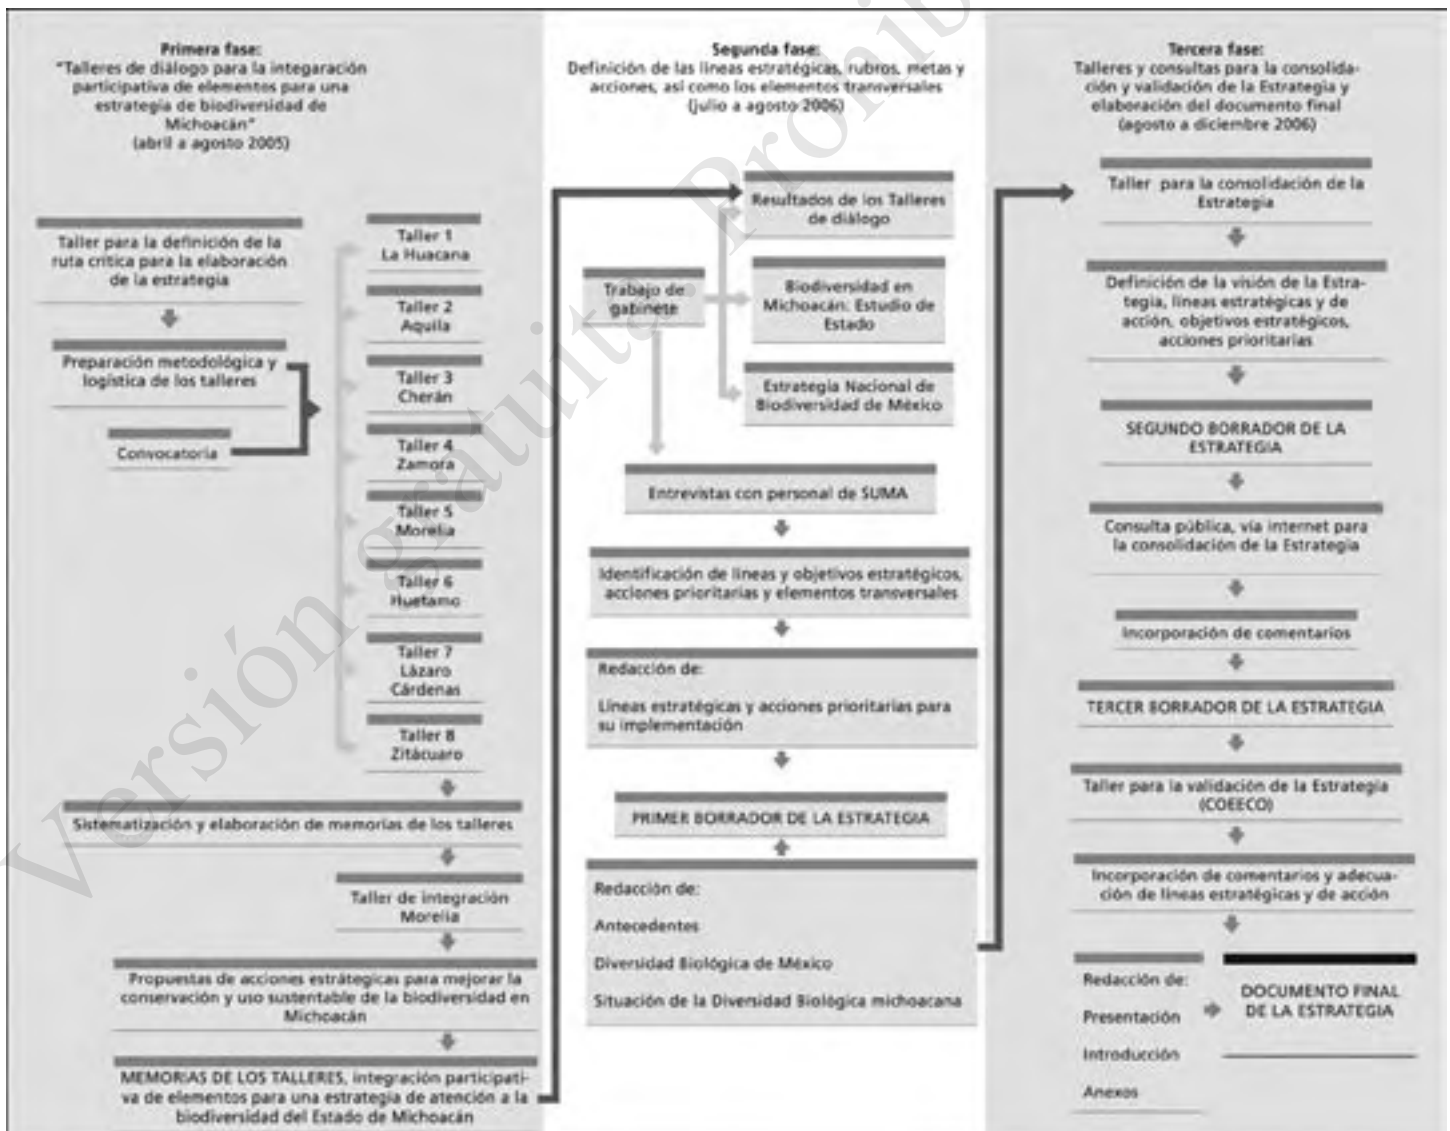 Primera fase:
"Talleres de diálogo para la integaración
participativa de elementos para una
estrategia de biodiversidad de
Michoacán"
(abril a agosto 2005)
Taller para la definición de la
ruta crítica para la elaboración
de la estrategia
Preparación metodológica y
logística de los talleres
Convocatoria
Taller 1
La Huacana
Taller 2
Aquila
Taller 3
Cherán
Taller 4
Zamora
Taller 5
Morelia
Taller 6
Huetamo
Taller 7
Lázaro
Cárdenas
Taller 8
Zitácuaro
Sistematización y elaboración de memorias de los talleres
Taller de integración
Morelia
Propuestas de acciones estrátegicas para mejorar la
conservación y uso sustentable de la biodiversidad en
Michoacán
MEMORIAS DE LOS TALLERES, integración participati-
va de elementos para una estrategia de atención a la
biodiversidad del Estado de Michoacán
Segunda fase:
Definición de las líneas estratégicas, rubros, metas y
acciones, así como los elementos transversales
(julio a agosto 2006)
Resultados de los Talleres
de diálogo
Trabajo de
gabinete
Biodiversidad en
Michoacán: Estudio de
Estado
Estrategia Nacional de
Biodiversidad de México
Entrevistas con personal de SUMA
Identificación de líneas y objetivos estratégicos,
acciones prioritarias y elementos transversales
Redacción de:
Líneas estratégicas y acciones prioritarias para
su implementación
PRIMER BORRADOR DE LA ESTRATEGIA
Redacción de:
Antecedentes
Diversidad Biológica de México
Situación de la Diversidad Biológica michoacana
Tercera fase:
Talleres y consultas para la consolida-
ción y validación de la Estrategia y
elaboración del documento final
(agosto a diciembre 2006)
Taller para la consolidación de la
Estrategia
Definición de la visión de la Estra-
tegia, líneas estratégicas y de
acción, objetivos estratégicos,
acciones prioritarias
SEGUNDO BORRADOR DE LA
ESTRATEGIA
Consulta pública, vía internet para
la consolidación de la Estrategia
Incorporación de comentarios
TERCER BORRADOR DE LA ESTRATEGIA
Taller para la validación de la Estrategia
(COEECO)
Incorporación de comentarios y adecua-
ción de líneas estratégicas y de acción
Redacción de:
Presentación
Introducción
Anexos
DOCUMENTO FINAL
DE LA ESTRATEGIA
Versión gratuita. Prohib